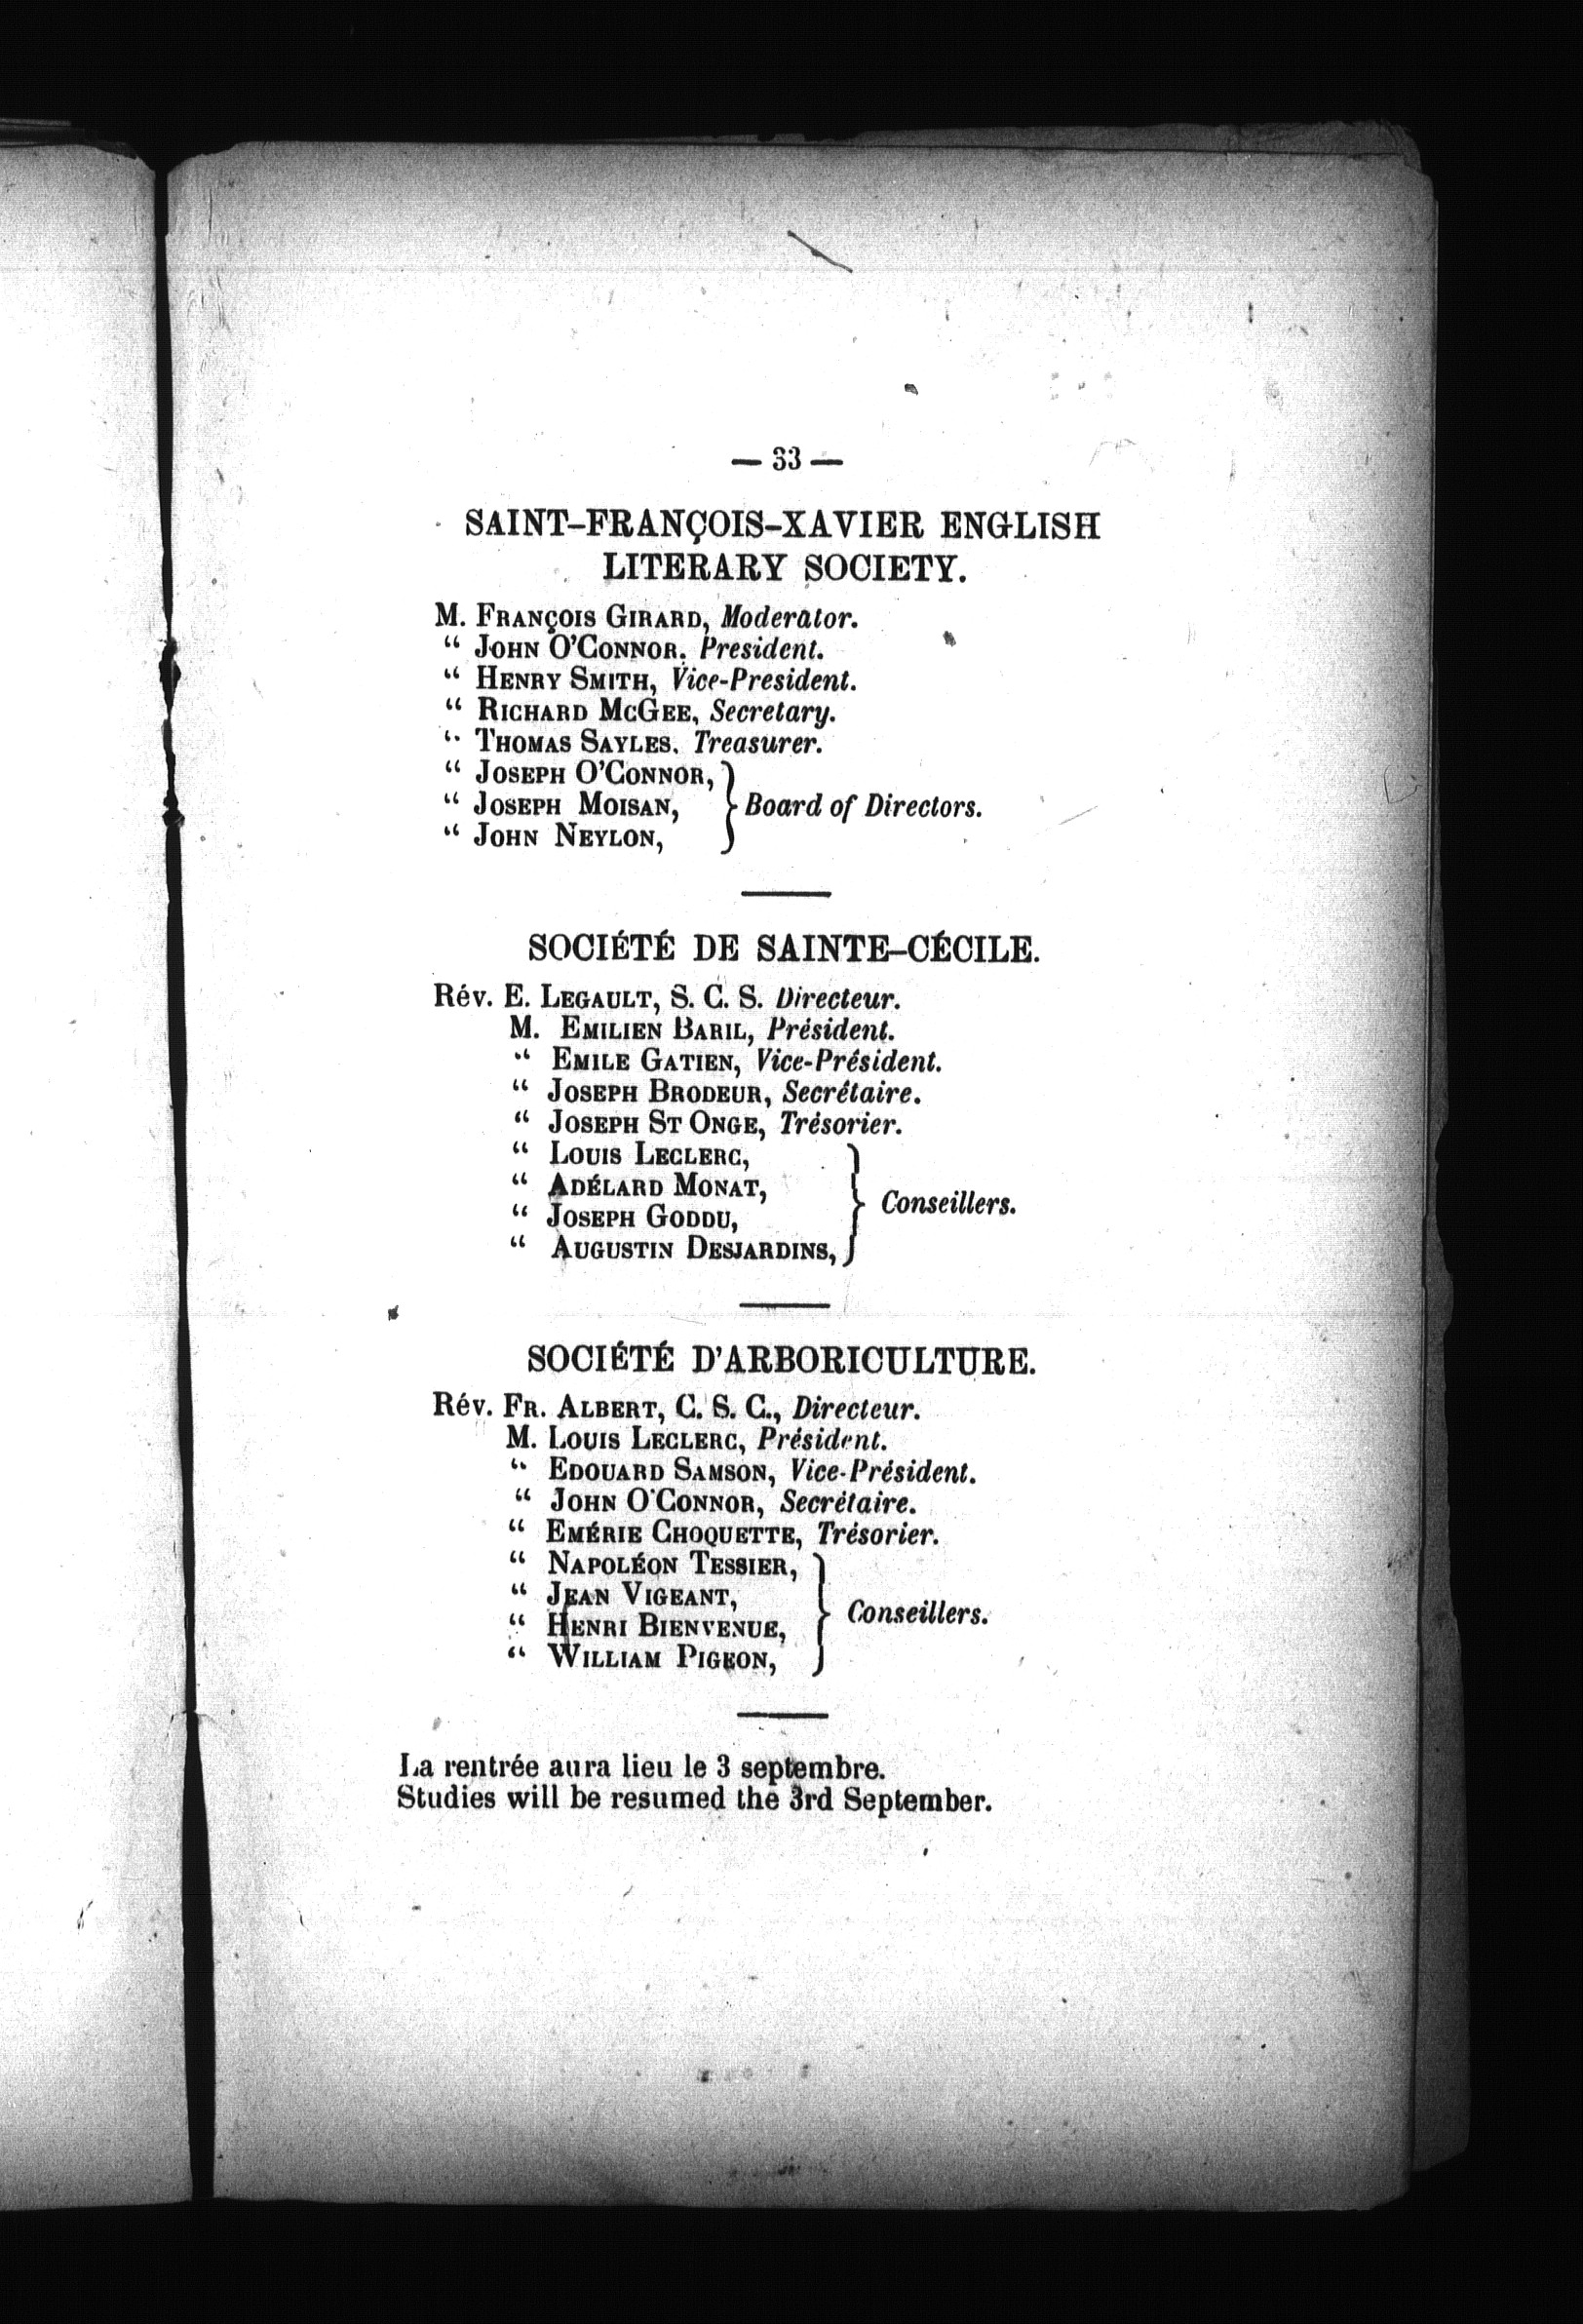 — 33 —
SAINT-FRANÇOIS-XAVIER ENGLISH
LITERARY SOCIETY.
M. FRANÇOIS GIRARD, Moderator.
“ JOHN O'CONNOR. President.
“ HENRY SMITH, Vice-President.
“ RICHARD MCGEE, Secretary.
“ THOMAS SAYLES. Treasurer.
“ JOSEPH O'CONNOR,
“ JOSEPH MOISAN, } Board of Directors.
“ JOHN NEYLON,
SOCIÉTÉ DE SAINTE-CÉCILE.
Rév. E. LEGAULT, S. C. S. Directeur.
M. EMILIEN BARIL, Président.
“ EMILE GATIEN, Vice-Président.
“ JOSEPH BRODEUR, Secrétaire.
“ JOSEPH ST ONGE, Trésorier.
“ LOUIS LECLERC,
“ ADÉLARD MONAT,
“ JOSEPH GODDU, } Conseillers.
“ AUGUSTIN DESJARDINS,
SOCIÉTÉ D'ARBORICULTURE.
Rév. FR. ALBERT, C. S. C., Directeur.
M. LOUIS LECLERC, Président.
“ EDOUARD SAMSON, Vice-Président.
“ JOHN O'CONNOR, Secrétaire.
“ EMÉRIE CHOQUETTE, Trésorier.
“ NAPOLÉON TESSIER,
“ JEAN VIGEANT,
“ HENRI BIENVENUE, } Conseillers.
“ WILLIAM PIGEON,
La rentrée aura lieu le 3 septembre.
Studies will be resumed the 3rd September.